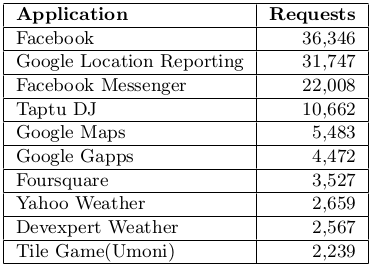 Application Requests
Facebook 36,346
Google Location Reporting 31,747
Facebook Messenger 22,008
Taptu DJ 10,662
Google Maps 5,483
Google Gapps 4,472
Foursquare 3,527
Yahoo Weather 2,659
Devexpert Weather 2,567
Tile Game(Umoni) 2,239